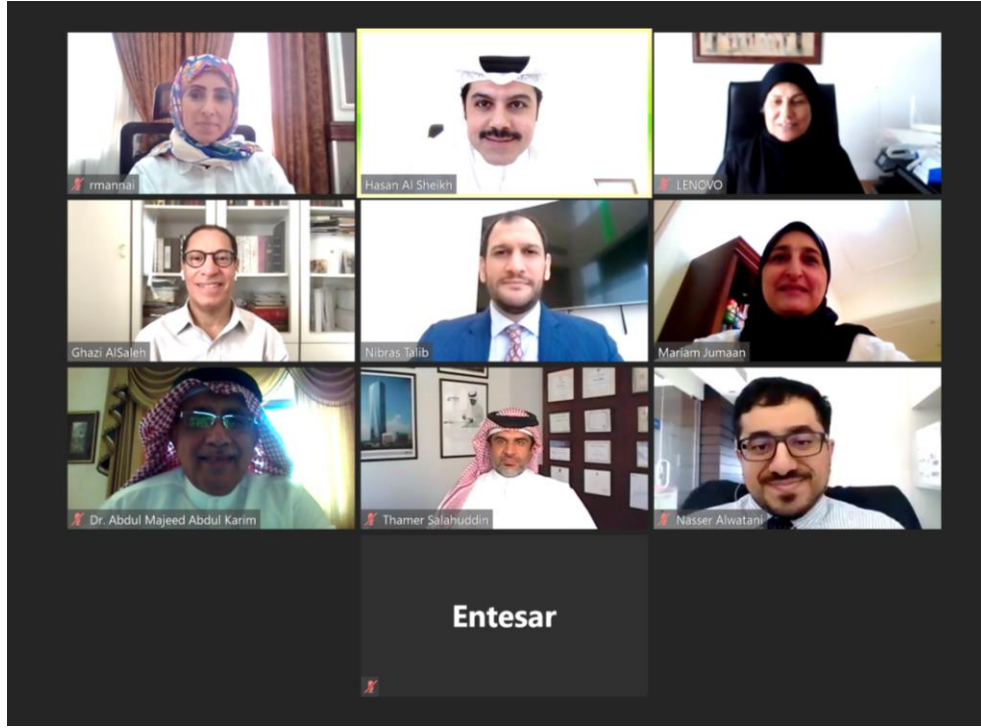 rmannai
Hasan Al Sheikh
LENOVO
Ghazi AlSaleh
Nibras Talib
Mariam Jumaan
Dr. Abdul Majeed Abdul Karim
Thamer Salahuddin
Nasser Alwatani
Entesar